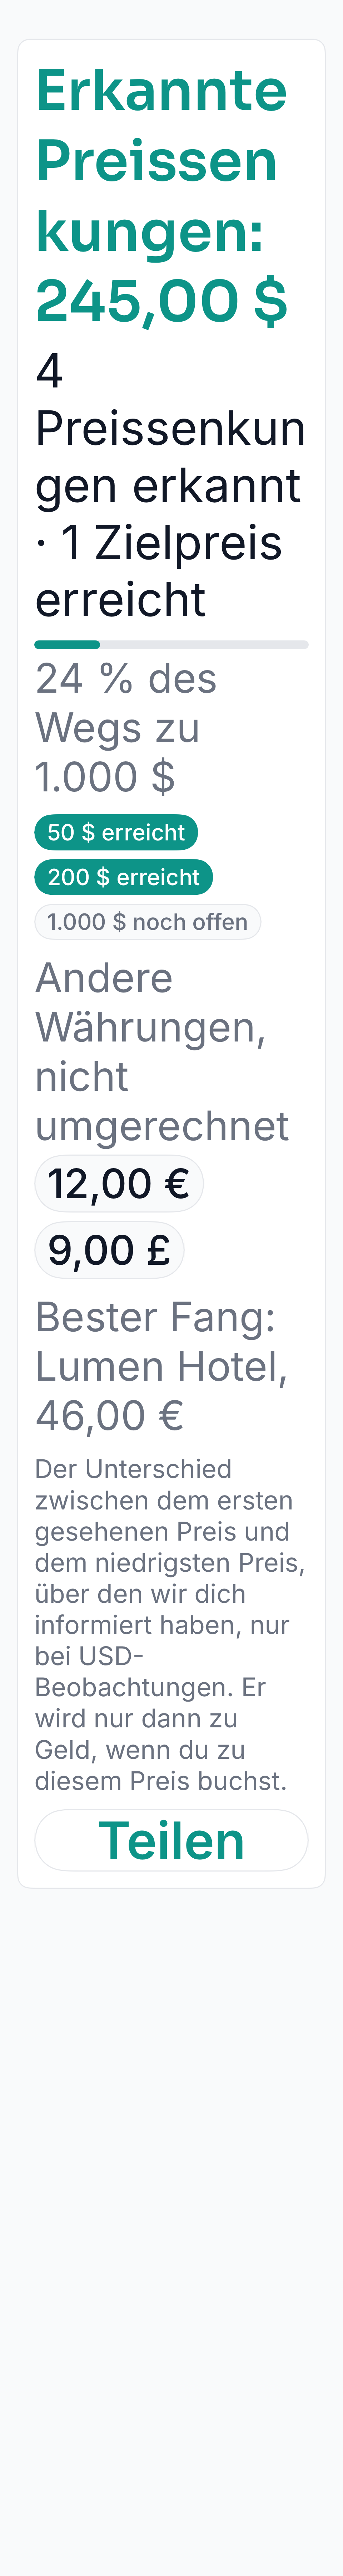 Erkannte
Preissen
kungen:
245,00 $
4
Preissenkun
gen erkannt
· 1 Zielpreis
erreicht
24 % des
Wegs zu
1.000 $
50 $ erreicht
200 $ erreicht
1.000 $ noch offen
Andere
Währungen,
nicht
umgerechnet
12,00 €
9,00 £
Bester Fang:
Lumen Hotel,
46,00 €
Der Unterschied
zwischen dem ersten
gesehenen Preis und
dem niedrigsten Preis,
über den wir dich
informiert haben, nur
bei USD-
Beobachtungen. Er
wird nur dann zu
Geld, wenn du zu
diesem Preis buchst.
Teilen